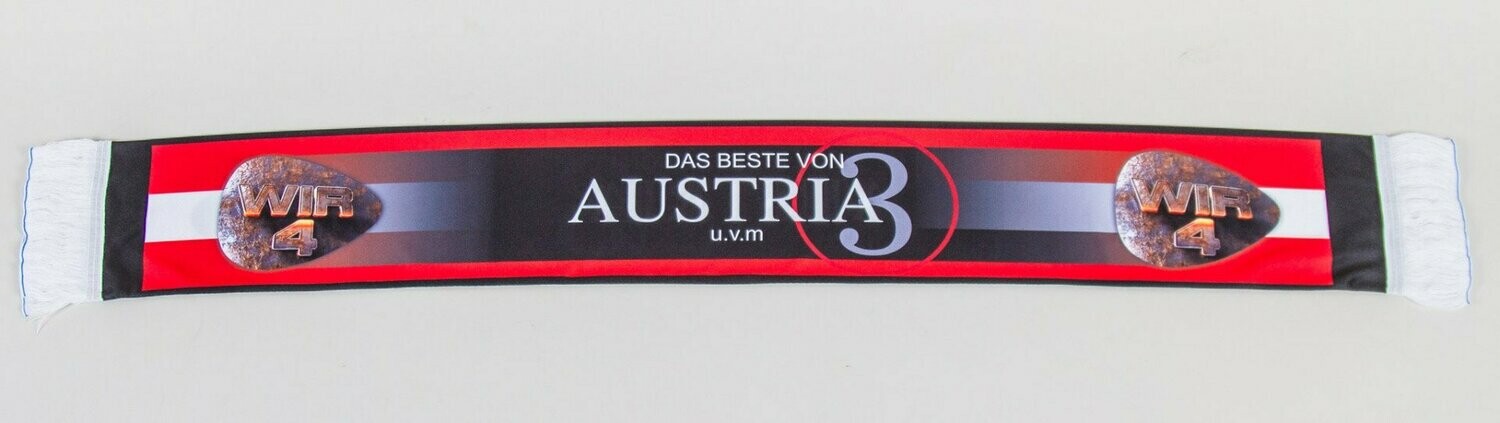 WIR
4
DAS BESTE VON
AUSTRIA 3
u.v.m
WIR
4